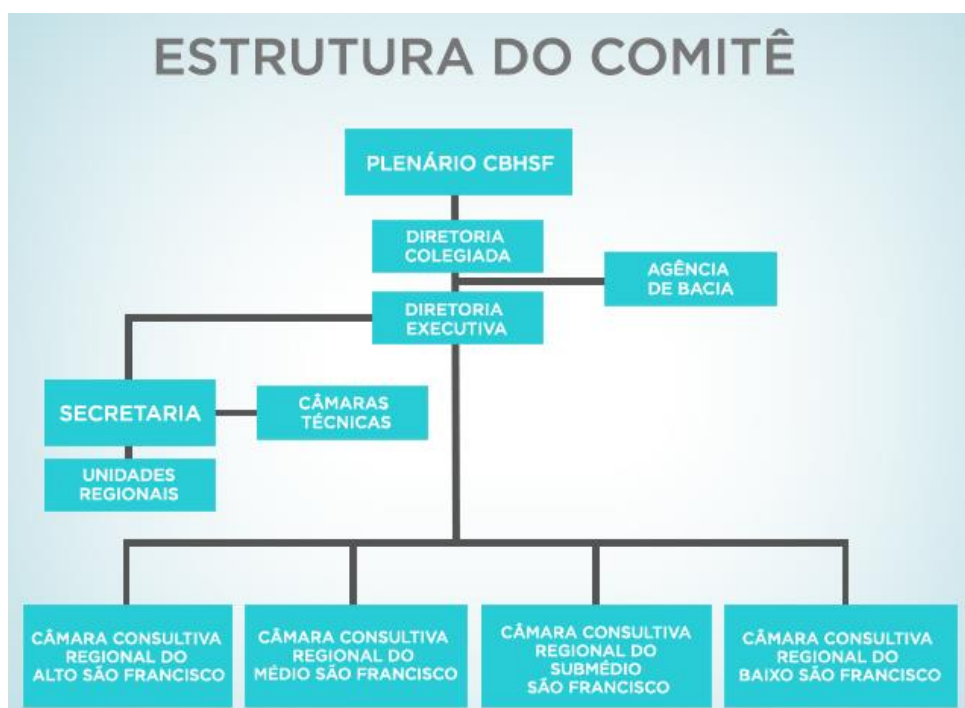 ESTRUTURA DO COMITÊ
PLENÁRIO CBHSF
DIRETORIA
COLEGIADA
AGÊNCIA
DE BACIA
DIRETORIA
EXECUTIVA
SECRETARIA
CÂMARAS
TÉCNICAS
UNIDADES
REGIONAIS
CÂMARA CONSULTIVA
REGIONAL DO
ALTO SÃO FRANCISCO
CÂMARA CONSULTIVA
REGIONAL DO
MÉDIO SÃO FRANCISCO
CÂMARA CONSULTIVA
REGIONAL DO
SUBMÉDIO
SÃO FRANCISCO
CÂMARA CONSULTIVA
REGIONAL DO
BAIXO SÃO FRANCISCO